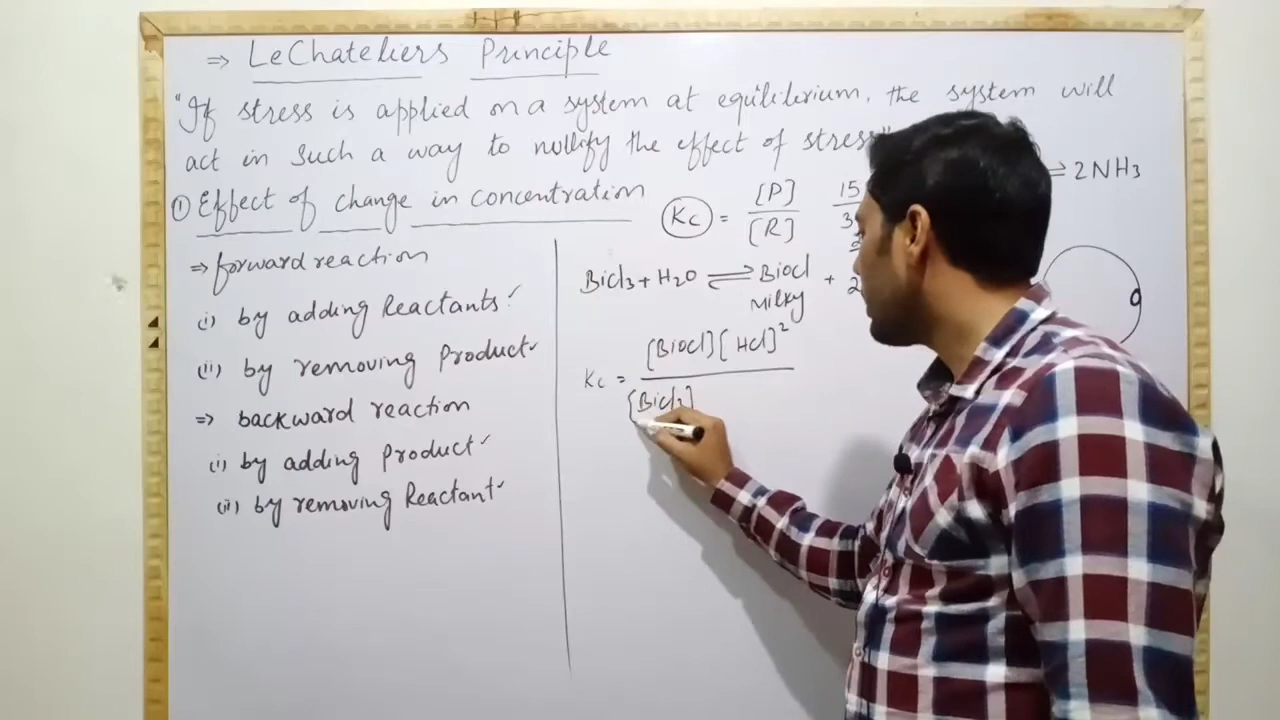 ⇒ LeChateliers Principle
"If stress is applied on a system at equilibrium, the system will
act in such a way to nullify the effect of stress"
① Effect of change in concentration
⇒ forward reaction
(i) by adding Reactants ✓
(ii) by removing Product ✓
⇒ backward reaction
(i) by adding Product ✓
(ii) by removing Reactant ✓
Kc = [P] / [R]
15
⇌ 2NH3
BiCl3 + H2O ⇌ BiOCl + 2
Milky
Kc = [BiOCl][HCl]²
[BiCl3]